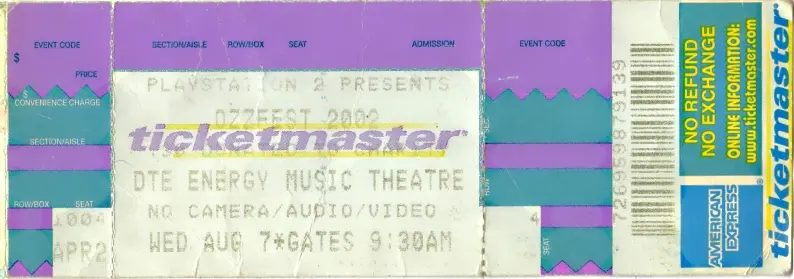 EVENT CODE
$
PRICE
$
CONVENIENCE CHARGE
SECTION/AISLE
ROW/BOX SEAT
1004
APR2
SECTION/AISLE ROW/BOX SEAT ADMISSION
PLAYSTATION 2 PRESENTS
OZZFEST 2002
ticketmaster
DTE ENERGY MUSIC THEATRE
NO CAMERA/AUDIO/VIDEO
WED AUG 7*GATES 9:30AM
EVENT CODE
4
SEAT
NO REFUND
NO EXCHANGE
ONLINE INFORMATION:
www.ticketmaster.com
AMERICAN
EXPRESS
ticketmaster